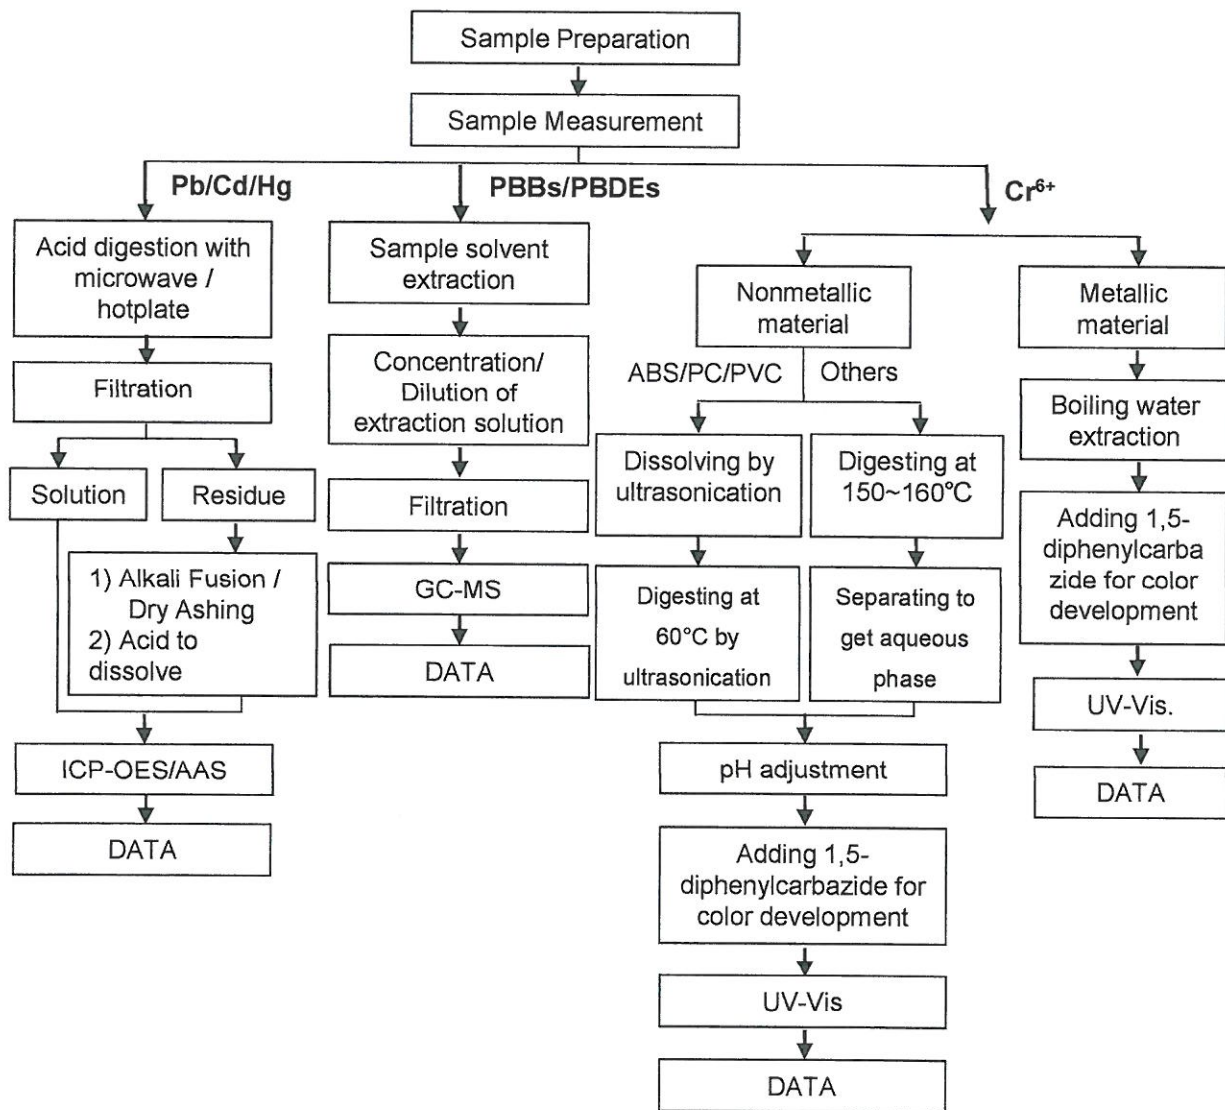 Sample Preparation
Sample Measurement
Pb/Cd/Hg
PBBs/PBDEs
Cr⁶⁺
Acid digestion with
microwave /
hotplate
Filtration
Solution
Residue
1) Alkali Fusion /
Dry Ashing
2) Acid to
dissolve
ICP-OES/AAS
DATA
Sample solvent
extraction
Concentration/
Dilution of
extraction solution
Filtration
GC-MS
DATA
Nonmetallic
material
ABS/PC/PVC
Others
Dissolving by
ultrasonication
Digesting at
60°C by
ultrasonication
Digesting at
150~160℃
Separating to
get aqueous
phase
pH adjustment
Adding 1,5-
diphenylcarbazide for
color development
UV-Vis
DATA
Metallic
material
Boiling water
extraction
Adding 1,5-
diphenylcarba
zide for color
development
UV-Vis.
DATA